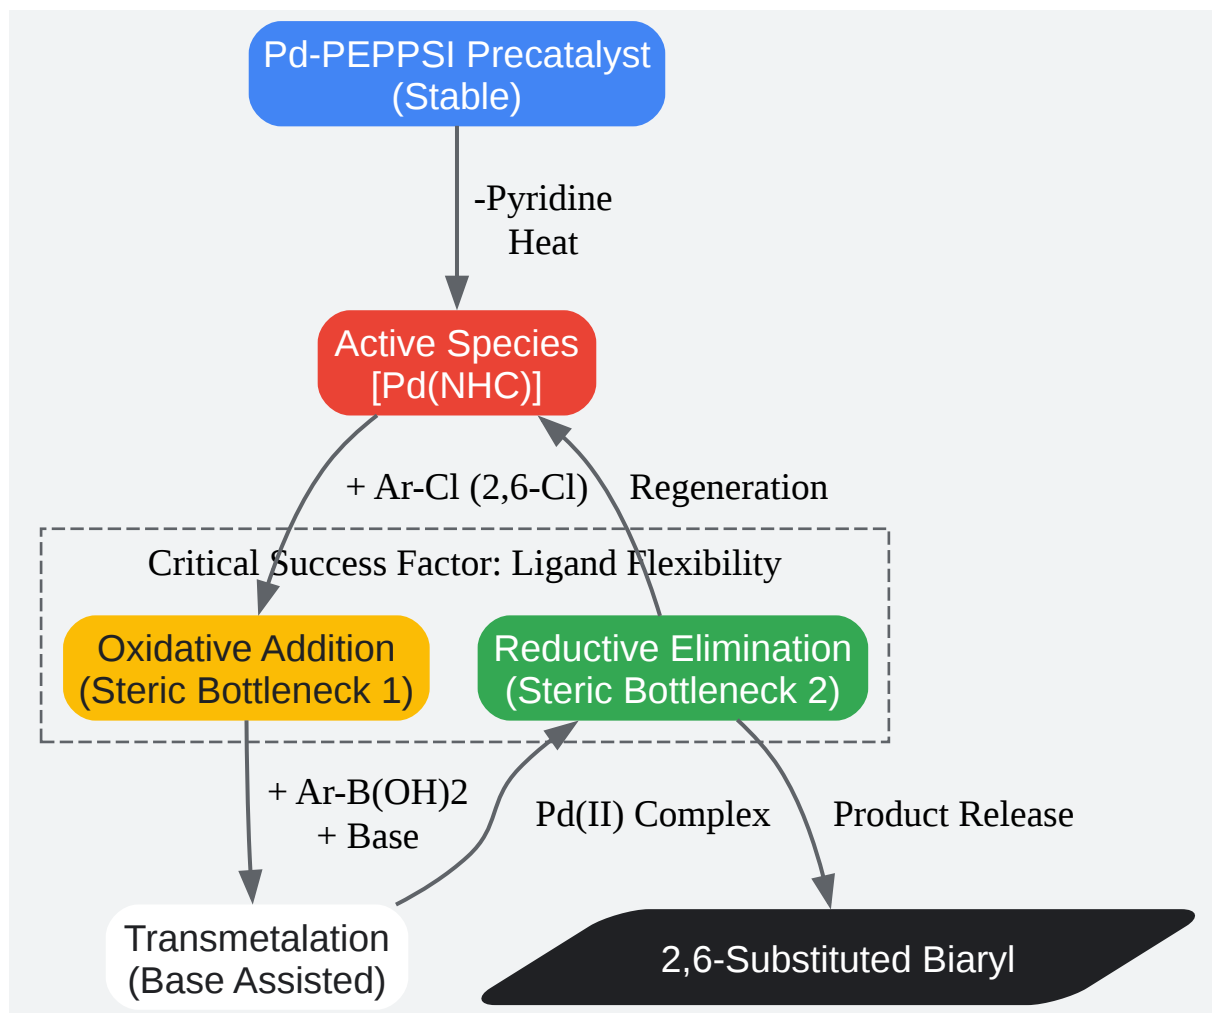 Pd-PEPPSI Precatalyst
(Stable)
-Pyridine
Heat
Active Species
[Pd(NHC)]
+ Ar-Cl (2,6-Cl)
Regeneration
Critical Success Factor: Ligand Flexibility
Oxidative Addition
(Steric Bottleneck 1)
Reductive Elimination
(Steric Bottleneck 2)
+ Ar-B(OH)2
+ Base
Pd(II) Complex
Product Release
Transmetalation
(Base Assisted)
2,6-Substituted Biaryl